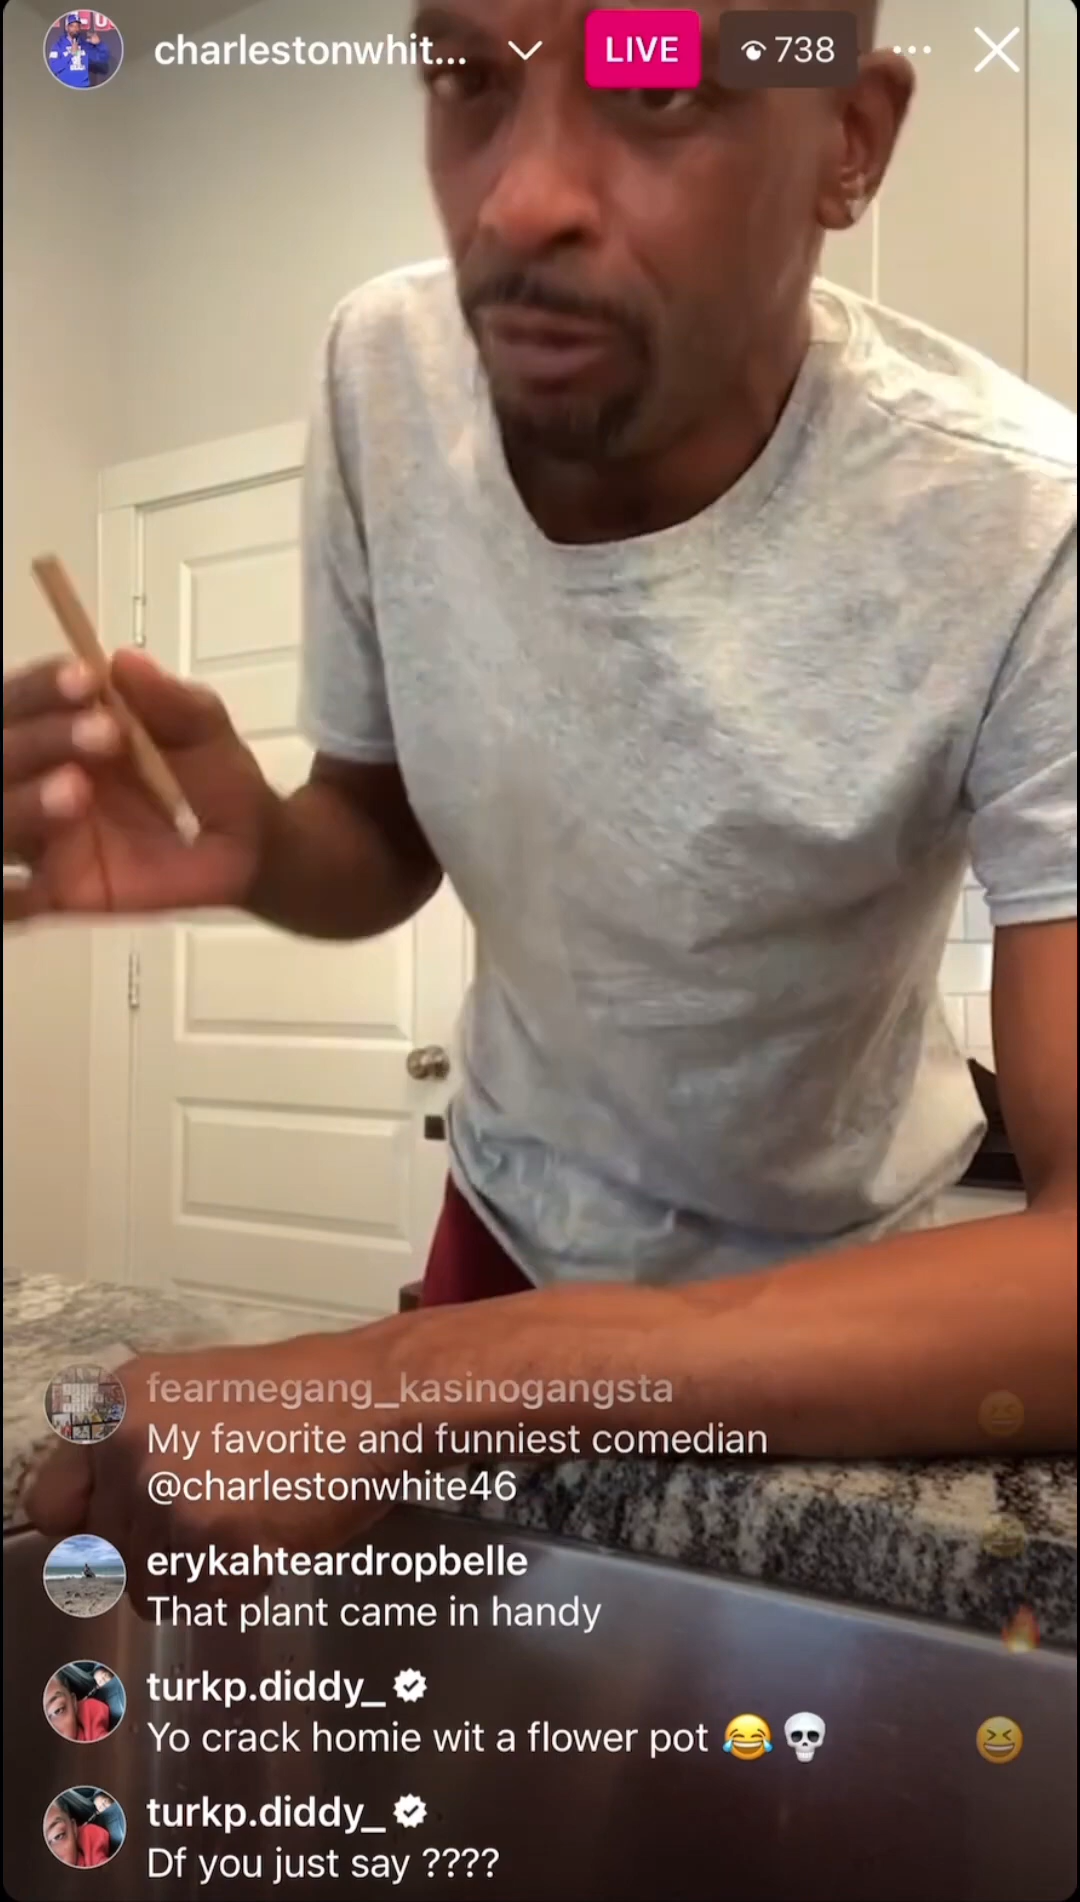 charlestonwhit...
LIVE
738
fearmegang_kasinogangsta
My favorite and funniest comedian
@charlestonwhite46
erykahteardropbelle
That plant came in handy
turkp.diddy_
Yo crack homie wit a flower pot 😂💀
turkp.diddy_
Df you just say ????